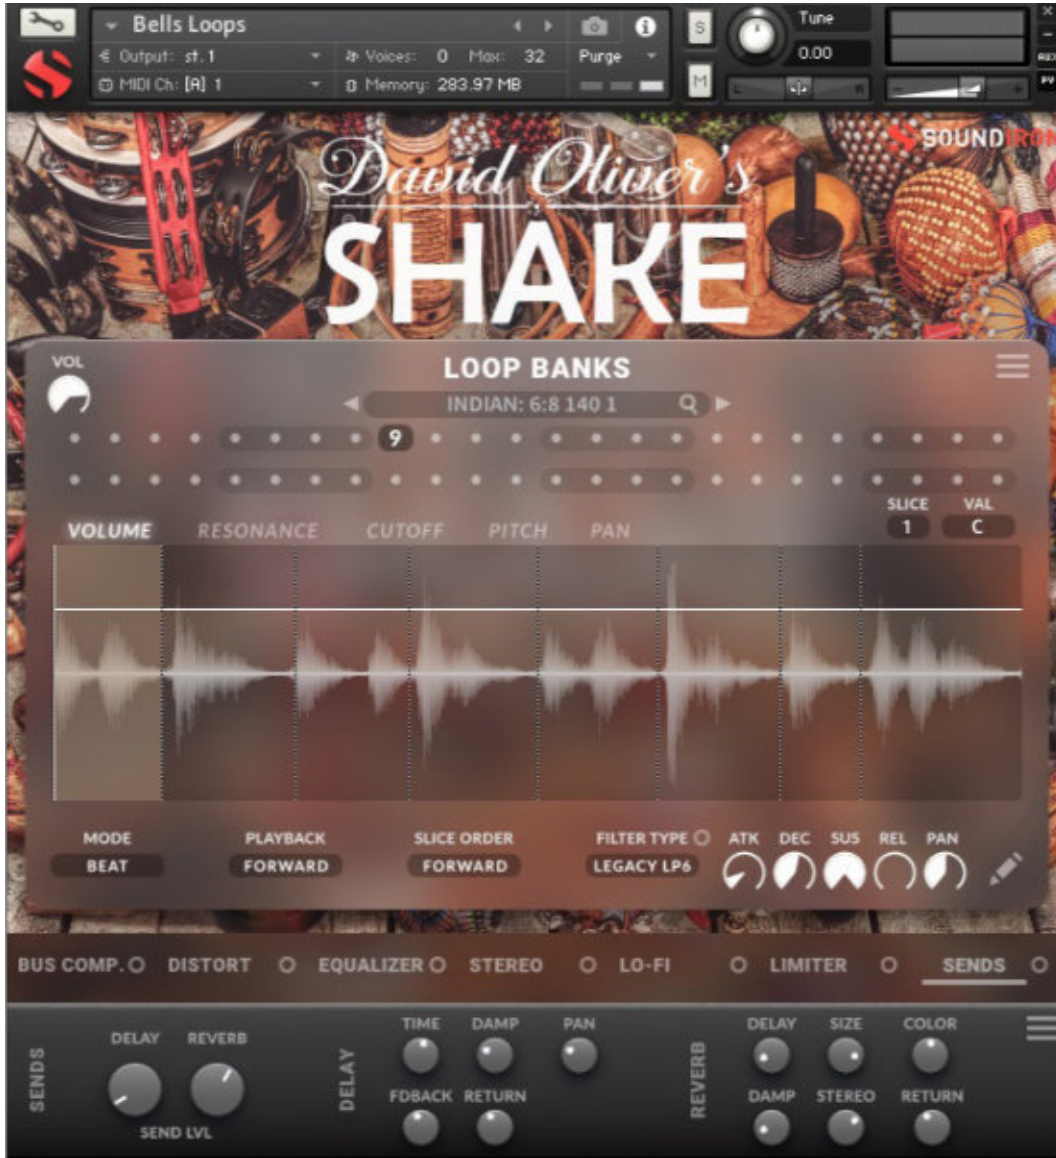 Bells Loops
S
Tune
Output: st.1
Voices: 0 Max: 32
Purge
0.00
MIDI Ch: [A] 1
Memory: 283.97 MB
M
L
R
- +
SOUNDIRON
David Oliver's
SHAKE
VOL
LOOP BANKS
INDIAN: 6:8 140 1
9
SLICE VAL
1 C
VOLUME RESONANCE CUTOFF PITCH PAN
MODE PLAYBACK SLICE ORDER FILTER TYPE ATK DEC SUS REL PAN
BEAT FORWARD FORWARD LEGACY LP6
BUS COMP. DISTORT EQUALIZER STEREO LO-FI LIMITER SENDS
SENDS
DELAY REVERB
SEND LVL
DELAY
TIME DAMP PAN
FDBACK RETURN
REVERB
DELAY SIZE COLOR
DAMP STEREO RETURN